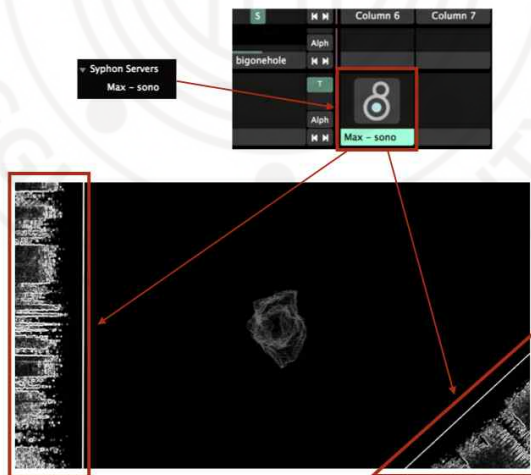 S
Column 6
Column 7
Alph
bigonehole
Syphon Servers
Max - sono
T
Alph
Max - sono